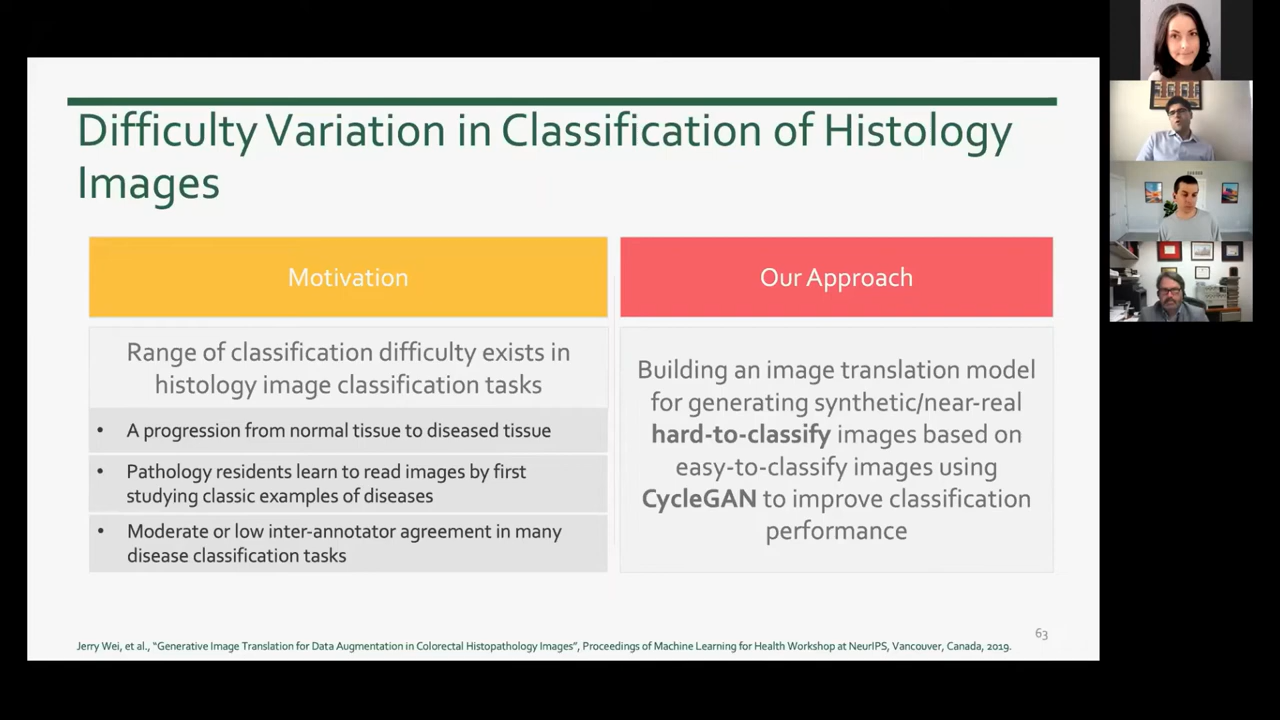 Difficulty Variation in Classification of Histology
Images
Motivation
Range of classification difficulty exists in
histology image classification tasks
• A progression from normal tissue to diseased tissue
• Pathology residents learn to read images by first
studying classic examples of diseases
• Moderate or low inter-annotator agreement in many
disease classification tasks
Our Approach
Building an image translation model
for generating synthetic/near-real
hard-to-classify images based on
easy-to-classify images using
CycleGAN to improve classification
performance
63
Jerry Wei, et al., “Generative Image Translation for Data Augmentation in Colorectal Histopathology Images”, Proceedings of Machine Learning for Health Workshop at NeurIPS, Vancouver, Canada, 2019.